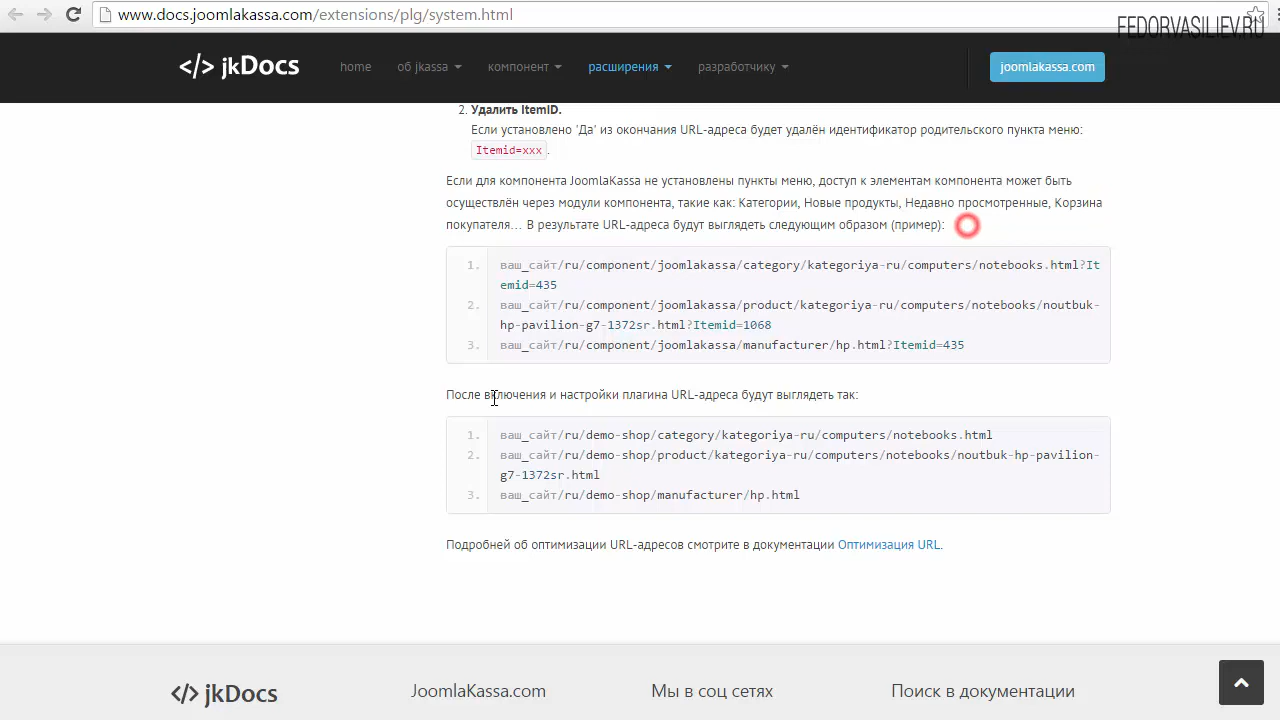 www.docs.joomlakassa.com/extensions/plg/system.html
FEDORVASILIEV.RU
</> jkDocs home об jkassa компонент расширения разработчику joomlakassa.com
2. Удалить ItemID.
Если установлено 'Да' из окончания URL-адреса будет удалён идентификатор родительского пункта меню:
Itemid=xxx.
Если для компонента JoomlaKassa не установлены пункты меню, доступ к элементам компонента может быть
осуществлён через модули компонента, такие как: Категории, Новые продукты, Недавно просмотренные, Корзина
покупателя... В результате URL-адреса будут выглядеть следующим образом (пример):
1. ваш_сайт/ru/component/joomlakassa/category/kategoriya-ru/computers/notebooks.html?It
emid=435
2. ваш_сайт/ru/component/joomlakassa/product/kategoriya-ru/computers/notebooks/noutbuk-
hp-pavilion-g7-1372sr.html?Itemid=1068
3. ваш_сайт/ru/component/joomlakassa/manufacturer/hp.html?Itemid=435
После включения и настройки плагина URL-адреса будут выглядеть так:
1. ваш_сайт/ru/demo-shop/category/kategoriya-ru/computers/notebooks.html
2. ваш_сайт/ru/demo-shop/product/kategoriya-ru/computers/notebooks/noutbuk-hp-pavilion-
g7-1372sr.html
3. ваш_сайт/ru/demo-shop/manufacturer/hp.html
Подробней об оптимизации URL-адресов смотрите в документации Оптимизация URL.
</> jkDocs JoomlaKassa.com Мы в соц сетях Поиск в документации